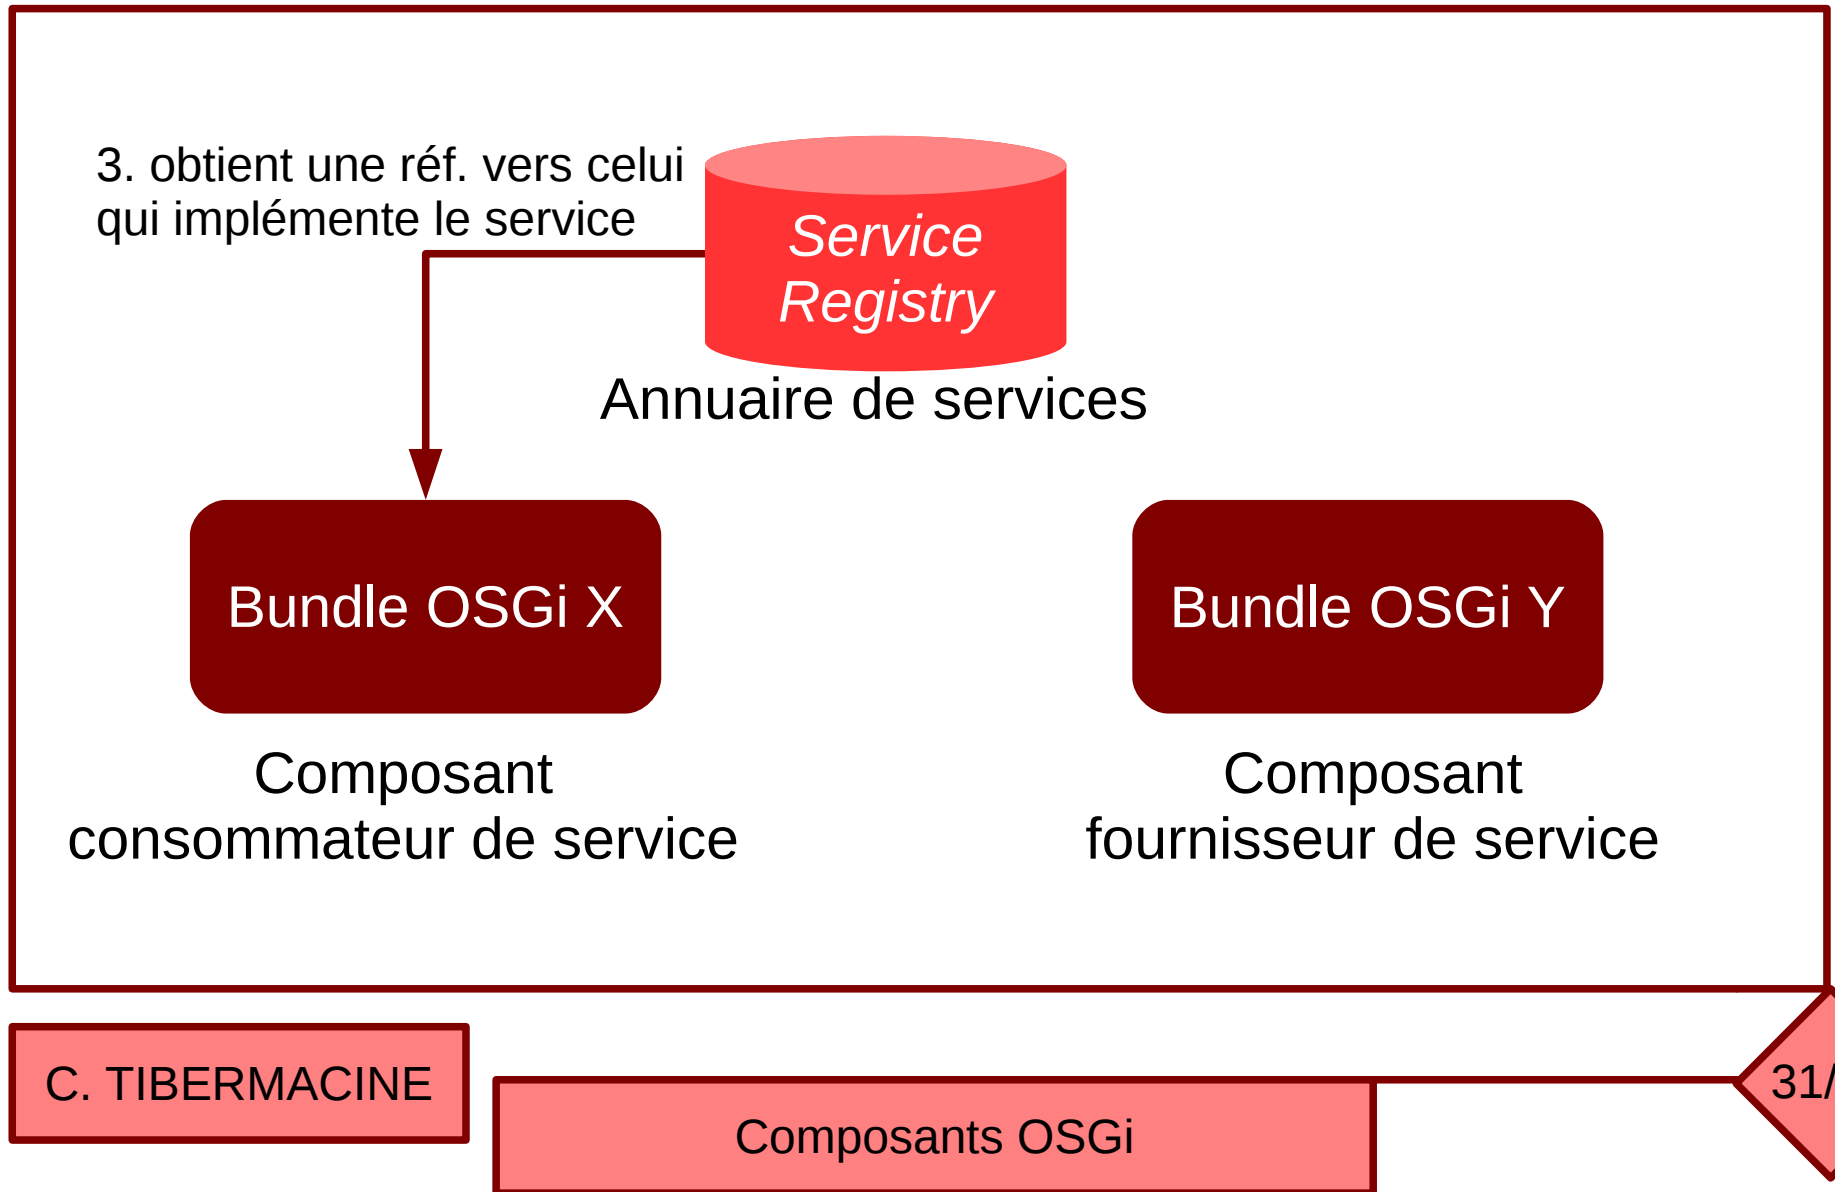 3. obtient une réf. vers celui
qui implémente le service
Service
Registry
Annuaire de services
Bundle OSGi X
Bundle OSGi Y
Composant
consommateur de service
Composant
fournisseur de service
C. TIBERMACINE
Composants OSGi
31/